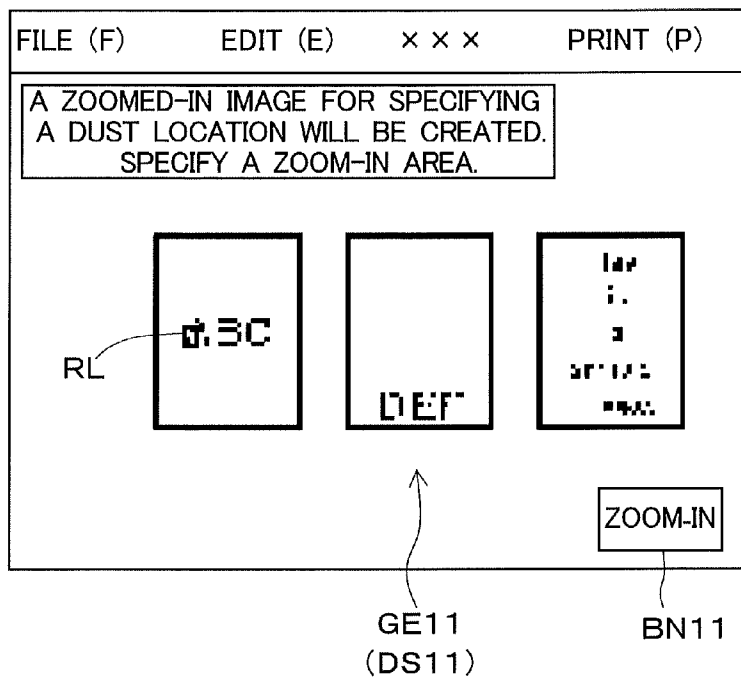 FILE (F) EDIT (E) × × × PRINT (P)
A ZOOMED-IN IMAGE FOR SPECIFYING
A DUST LOCATION WILL BE CREATED.
SPECIFY A ZOOM-IN AREA.
RL
DEF
ZOOM-IN
GE11
(DS11)
BN11